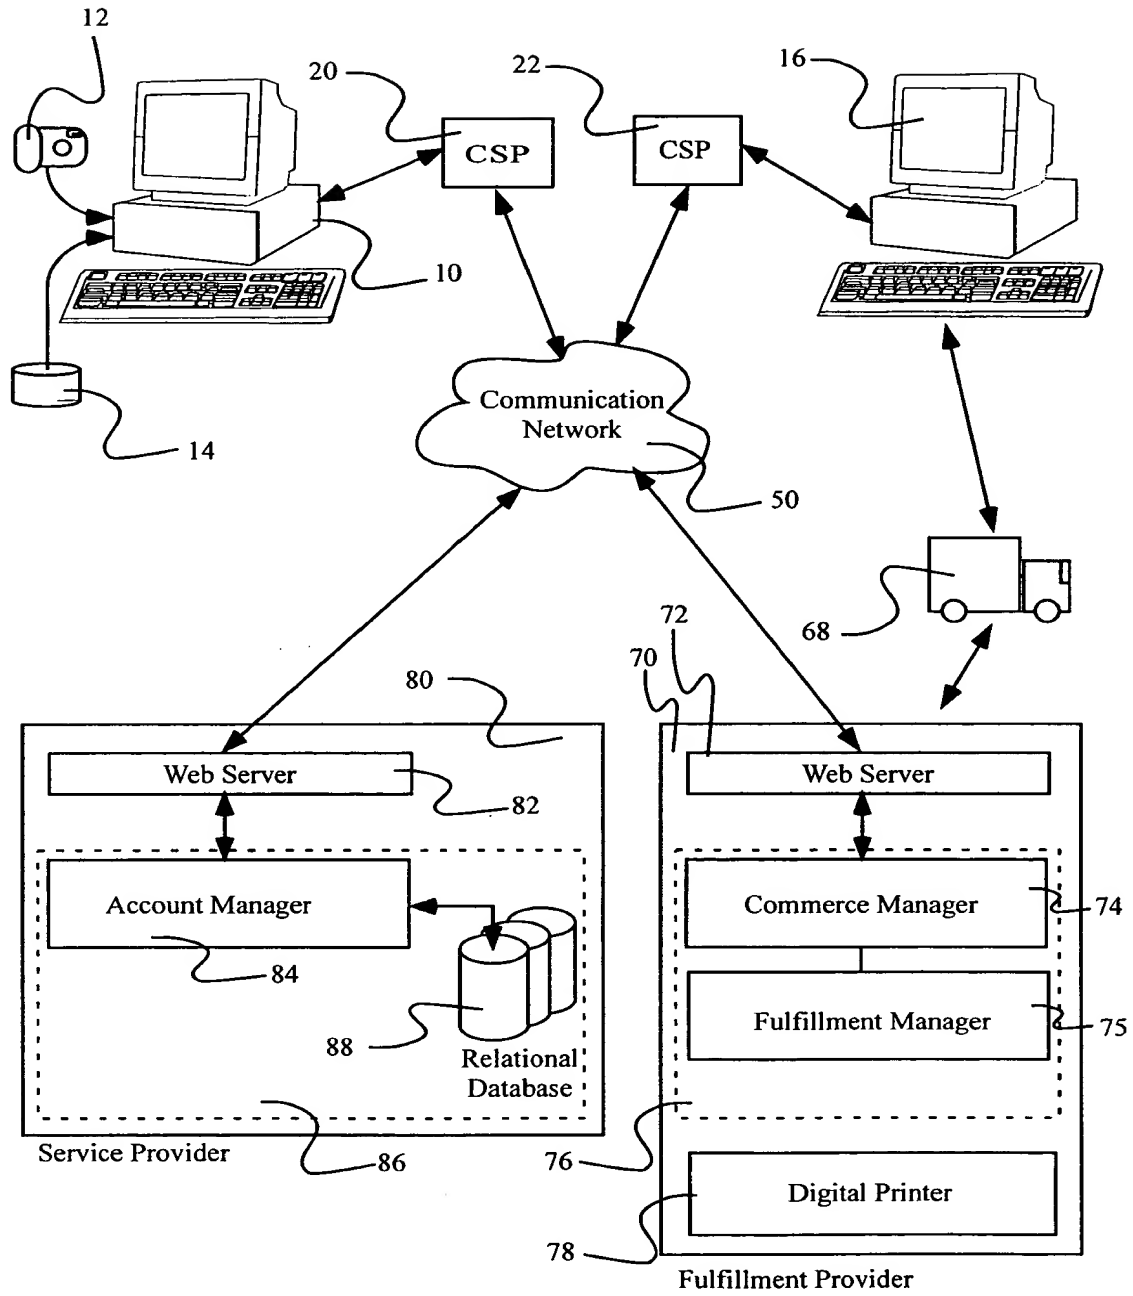 12
20
22
16
CSP
CSP
10
14
Communication
Network
50
68
72
70
80
Web Server
82
Web Server
Account Manager
84
Commerce Manager
74
88
Relational
Database
Fulfillment Manager
75
86
Service Provider
76
Digital Printer
78
Fulfillment Provider